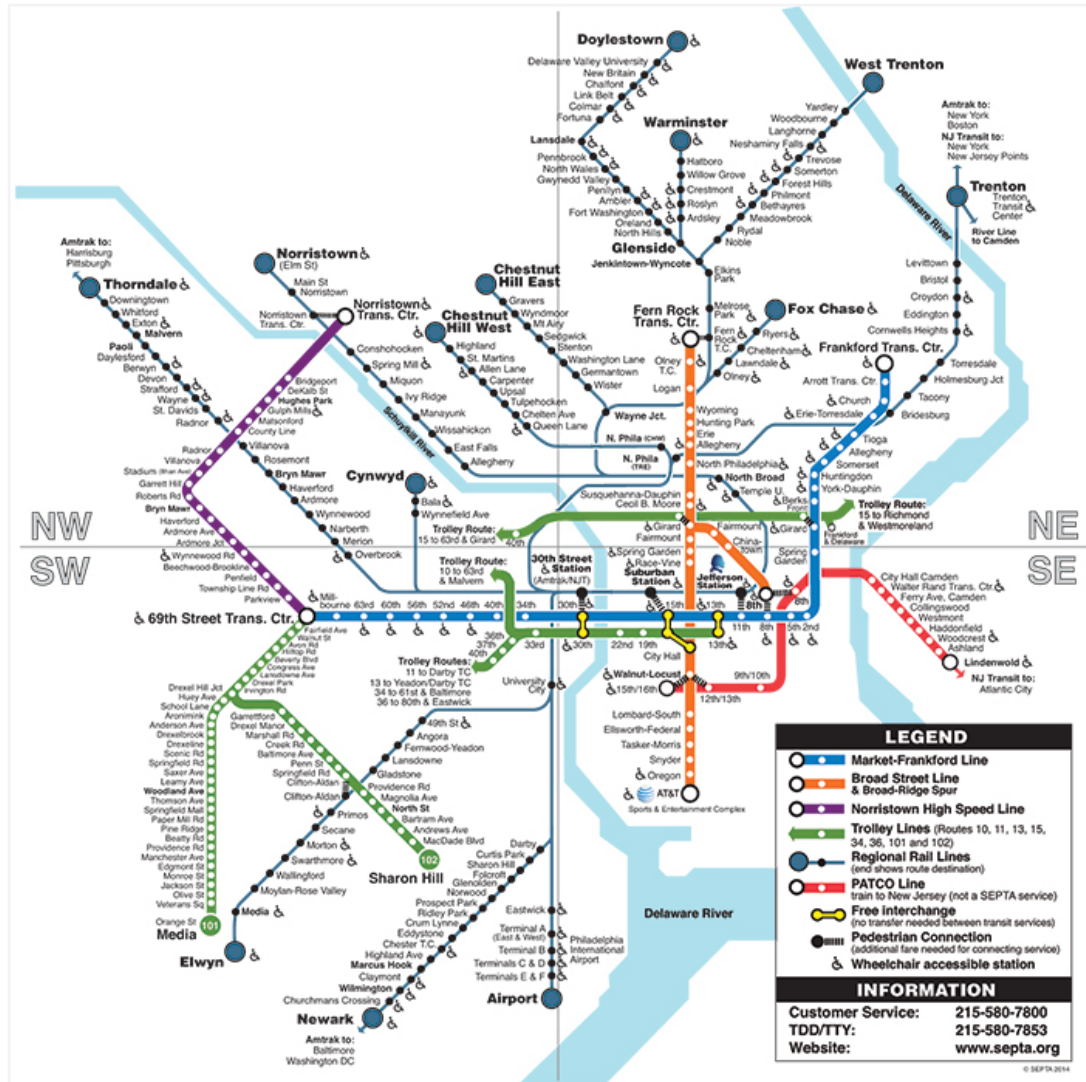 Doylestown
Delaware Valley University
New Britain
Chalfont
Link Belt
Colmar
Fortuna
Lansdale
Pennbrook
North Wales
Gwynedd Valley
Penllyn
Ambler
Fort Washington
Oreland
North Hills
Glenside
Jenkintown-Wyncote
Warminster
Hatboro
Willow Grove
Crestmont
Roslyn
Ardsley
West Trenton
Yardley
Woodbourne
Langhorne
Neshaminy Falls
Trevose
Somerton
Forest Hills
Philmont
Bethayres
Meadowbrook
Rydal
Noble
Elkins
Park
Melrose
Park
Fern
Rock
T.C.
Amtrak to:
New York
Boston
NJ Transit to:
New York
New Jersey Points
Trenton
Trenton
Transit
Center
River Line
to Camden
Delaware River
Levittown
Bristol
Croydon
Eddington
Cornwells Heights
Torresdale
Holmesburg Jct
Tacony
Bridesburg
Amtrak to:
Harrisburg
Pittsburgh
Thorndale
Downingtown
Whitford
Exton
Malvern
Paoli
Daylesford
Berwyn
Devon
Strafford
Wayne
St. Davids
Radnor
Villanova
Rosemont
Bryn Mawr
Haverford
Ardmore
Wynnewood
Narberth
Merion
Overbrook
Norristown
(Elm St)
Main St
Norristown
Norristown
Trans. Ctr.
Norristown
Trans. Ctr.
Conshohocken
Spring Mill
Miquon
Ivy Ridge
Manayunk
Wissahickon
East Falls
Allegheny
Schuylkill River
Bridgeport
DeKalb St
Hughes Park
Gulph Mills
Matsonford
County Line
Radnor
Villanova
Stadium (Ithan Ave)
Garrett Hill
Roberts Rd
Bryn Mawr
Haverford
Ardmore Ave
Ardmore Jct
Wynnewood Rd
Beechwood-Brookline
Penfield
Township Line Rd
Parkview
69th Street Trans. Ctr.
Chestnut
Hill East
Gravers
Wyndmoor
Mt Airy
Sedgwick
Stenton
Washington Lane
Germantown
Wister
Wayne Jct.
Chestnut
Hill West
Highland
St. Martins
Allen Lane
Carpenter
Upsal
Tulpehocken
Chelten Ave
Queen Lane
N. Phila (CHW)
N. Phila
(TRE)
Cynwyd
Bala
Wynnefield Ave
Fern Rock
Trans. Ctr.
Olney
T.C.
Logan
Wyoming
Hunting Park
Erie
Allegheny
North Philadelphia
North Broad
Temple U.
Susquehanna-Dauphin
Cecil B. Moore
Girard
Fairmount
Fairmount
China-
town
Spring Garden
Race-Vine
Fox Chase
Ryers
Cheltenham
Lawndale
Olney
Frankford Trans. Ctr.
Arrott Trans. Ctr.
Church
Erie-Torresdale
Tioga
Allegheny
Somerset
Huntingdon
York-Dauphin
Berks
Front
Girard
Frankford
& Delaware
Spring
Garden
Trolley Route:
15 to Richmond
& Westmoreland
Trolley Route:
15 to 63rd & Girard
40th
NW
NE
SW
SE
Trolley Route:
10 to 63rd
& Malvern
30th Street
Station
(Amtrak/NJT)
Suburban
Station
Jefferson
Station
8th
8th
Mill-
bourne
63rd
60th
56th
52nd
46th
40th
34th
30th
15th
13th
11th
8th
5th
2nd
36th
37th
40th
33rd
30th
22nd
19th
13th
City Hall
Trolley Routes:
11 to Darby TC
13 to Yeadon/Darby TC
34 to 61st & Baltimore
36 to 80th & Eastwick
University
City
Walnut-Locust
15th/16th
12th/13th
9th/10th
Lombard-South
Ellsworth-Federal
Tasker-Morris
Snyder
Oregon
AT&T
Sports & Entertainment Complex
City Hall Camden
Walter Rand Trans. Ctr.
Ferry Ave, Camden
Collingswood
Westmont
Haddonfield
Woodcrest
Ashland
Lindenwold
NJ Transit to:
Atlantic City
Fairfield Ave
Walnut St
Avon Rd
Hilltop Rd
Beverly Blvd
Congress Ave
Lansdowne Ave
Drexel Park
Irvington Rd
Drexel Hill Jct
Huey Ave
School Lane
Aronimink
Anderson Ave
Drexelbrook
Drexeline
Scenic Rd
Springfield Rd
Saxer Ave
Leamy Ave
Woodland Ave
Thomson Ave
Springfield Mall
Paper Mill Rd
Pine Ridge
Beatty Rd
Providence Rd
Manchester Ave
Edgmont St
Monroe St
Jackson St
Olive St
Veterans Sq
Orange St
101
Media
Garrettford
Drexel Manor
Marshall Rd
Creek Rd
Baltimore Ave
Penn St
Springfield Rd
Clifton-Aldan
Providence Rd
Magnolia Ave
North St
Bartram Ave
Andrews Ave
MacDade Blvd
102
Sharon Hill
49th St
Angora
Fernwood-Yeadon
Lansdowne
Gladstone
Clifton-Aldan
Primos
Secane
Morton
Swarthmore
Wallingford
Moylan-Rose Valley
Media
Elwyn
Darby
Curtis Park
Sharon Hill
Folcroft
Glenolden
Norwood
Prospect Park
Ridley Park
Crum Lynne
Eddystone
Chester T.C.
Highland Ave
Marcus Hook
Claymont
Wilmington
Churchmans Crossing
Newark
Amtrak to:
Baltimore
Washington DC
Eastwick
Terminal A
(East & West)
Terminal B
Terminals C & D
Terminals E & F
Philadelphia
International
Airport
Airport
Delaware River
LEGEND
Market-Frankford Line
Broad Street Line
& Broad-Ridge Spur
Norristown High Speed Line
Trolley Lines (Routes 10, 11, 13, 15,
34, 36, 101 and 102)
Regional Rail Lines
(end shows route destination)
PATCO Line
train to New Jersey (not a SEPTA service)
Free interchange
(no transfer needed between transit services)
Pedestrian Connection
(additional fare needed for connecting service)
Wheelchair accessible station
INFORMATION
Customer Service: 215-580-7800
TDD/TTY: 215-580-7853
Website: www.septa.org
© SEPTA 2014